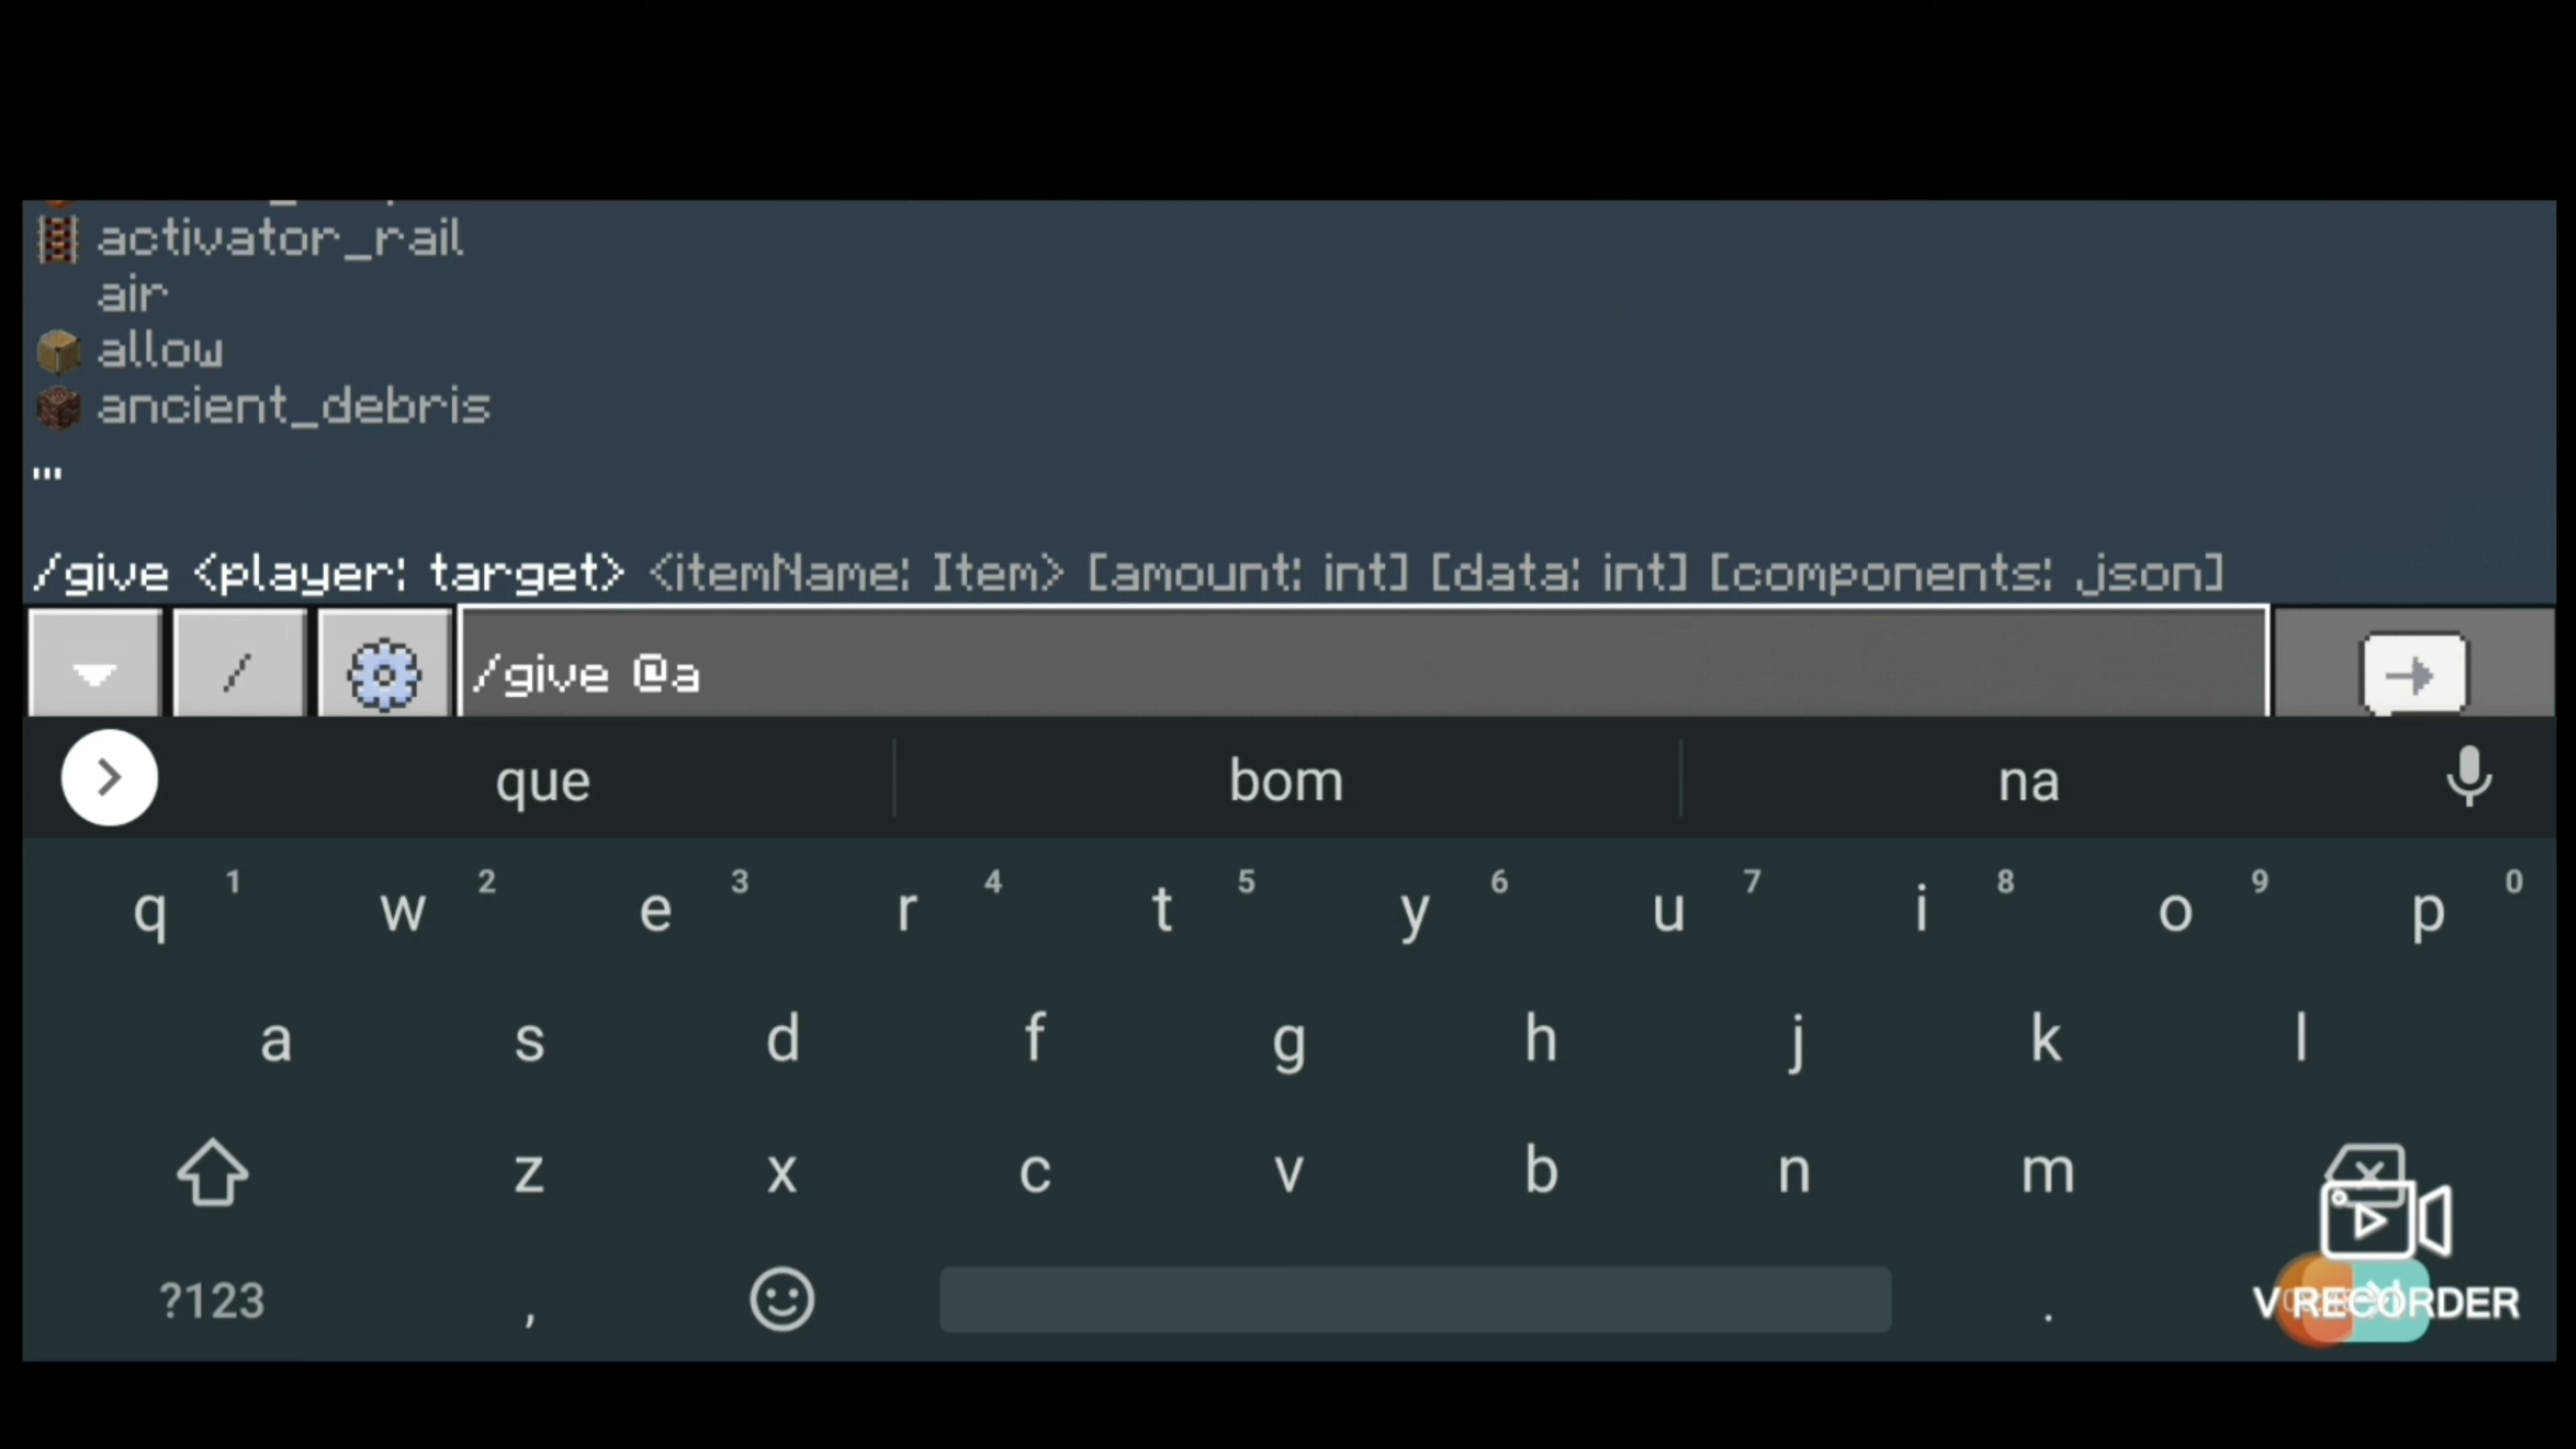 activator_rail
air
allow
ancient_debris
...
/give <player: target> <itemName: Item> [amount: int] [data: int] [components: json]
/
/give @a
que bom na
1 2 3 4 5 6 7 8 9 0
q w e r t y u i o p
a s d f g h j k l
z x c v b n m
?123 , .
V RECORDER